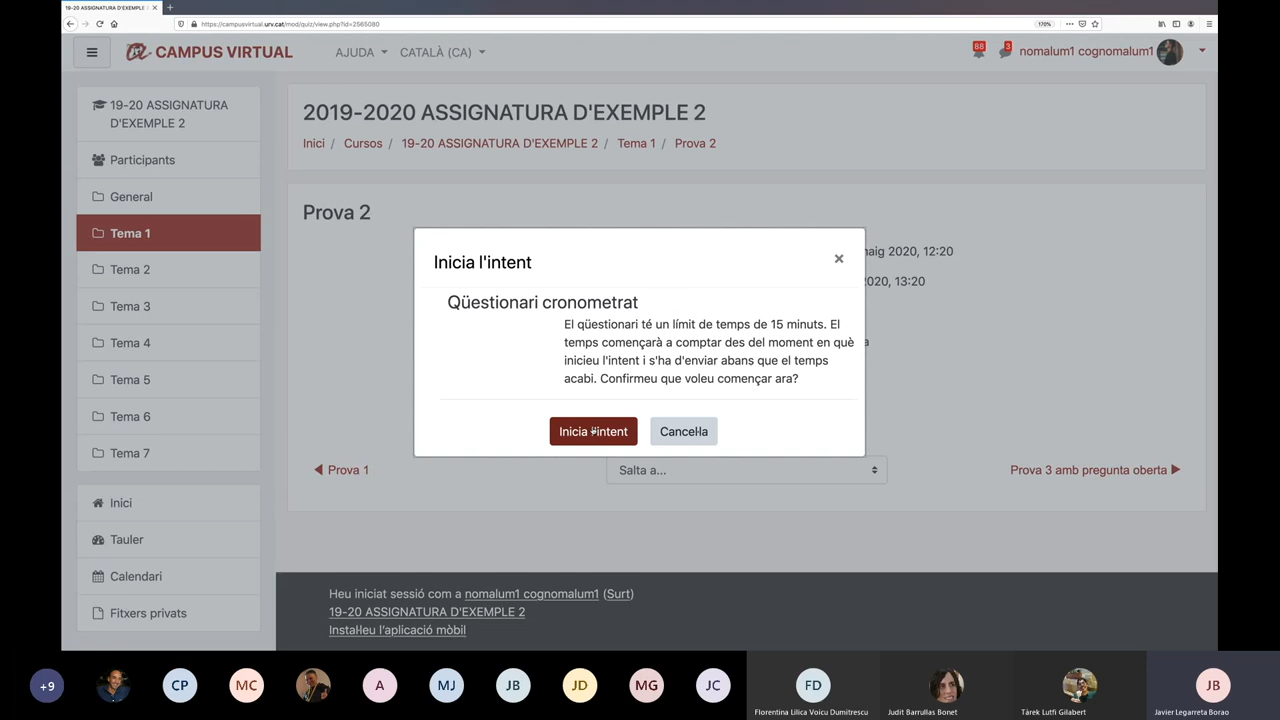 19-20 ASSIGNATURA D'EXEMPLE 2:
https://campusvirtual.urv.cat/mod/quiz/view.php?id=2565080
170%
CAMPUS VIRTUAL
AJUDA
CATALÀ (CA)
88
3
nomalum1 cognomalum1
19-20 ASSIGNATURA
D'EXEMPLE 2
Participants
General
Tema 1
Tema 2
Tema 3
Tema 4
Tema 5
Tema 6
Tema 7
Inici
Tauler
Calendari
Fitxers privats
2019-2020 ASSIGNATURA D'EXEMPLE 2
Inici / Cursos / 19-20 ASSIGNATURA D'EXEMPLE 2 / Tema 1 / Prova 2
Prova 2
maig 2020, 12:20
2020, 13:20
a
Inicia l'intent
×
Qüestionari cronometrat
El qüestionari té un límit de temps de 15 minuts. El
temps començarà a comptar des del moment en què
inicieu l'intent i s'ha d'enviar abans que el temps
acabi. Confirmeu que voleu començar ara?
Inicia l'intent
Cancel·la
Prova 1
Salta a...
Prova 3 amb pregunta oberta
Heu iniciat sessió com a nomalum1 cognomalum1 (Surt)
19-20 ASSIGNATURA D'EXEMPLE 2
Instal·leu l'aplicació mòbil
+9
CP
MC
A
MJ
JB
JD
MG
JC
FD
JB
Florentina Lilica Voicu Dumitrescu
Judit Barrullas Bonet
Tàrek Lutfi Gilabert
Javier Legarreta Borao